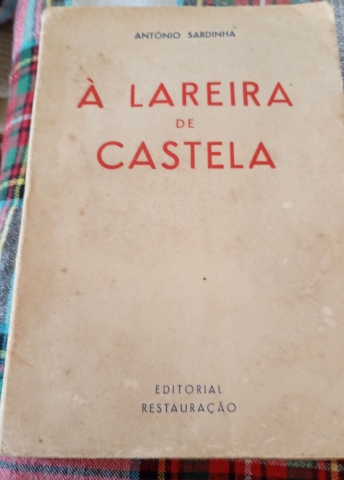 ANTÓNIO SARDINHA
À LAREIRA
DE
CASTELA
EDITORIAL
RESTAURAÇÃO